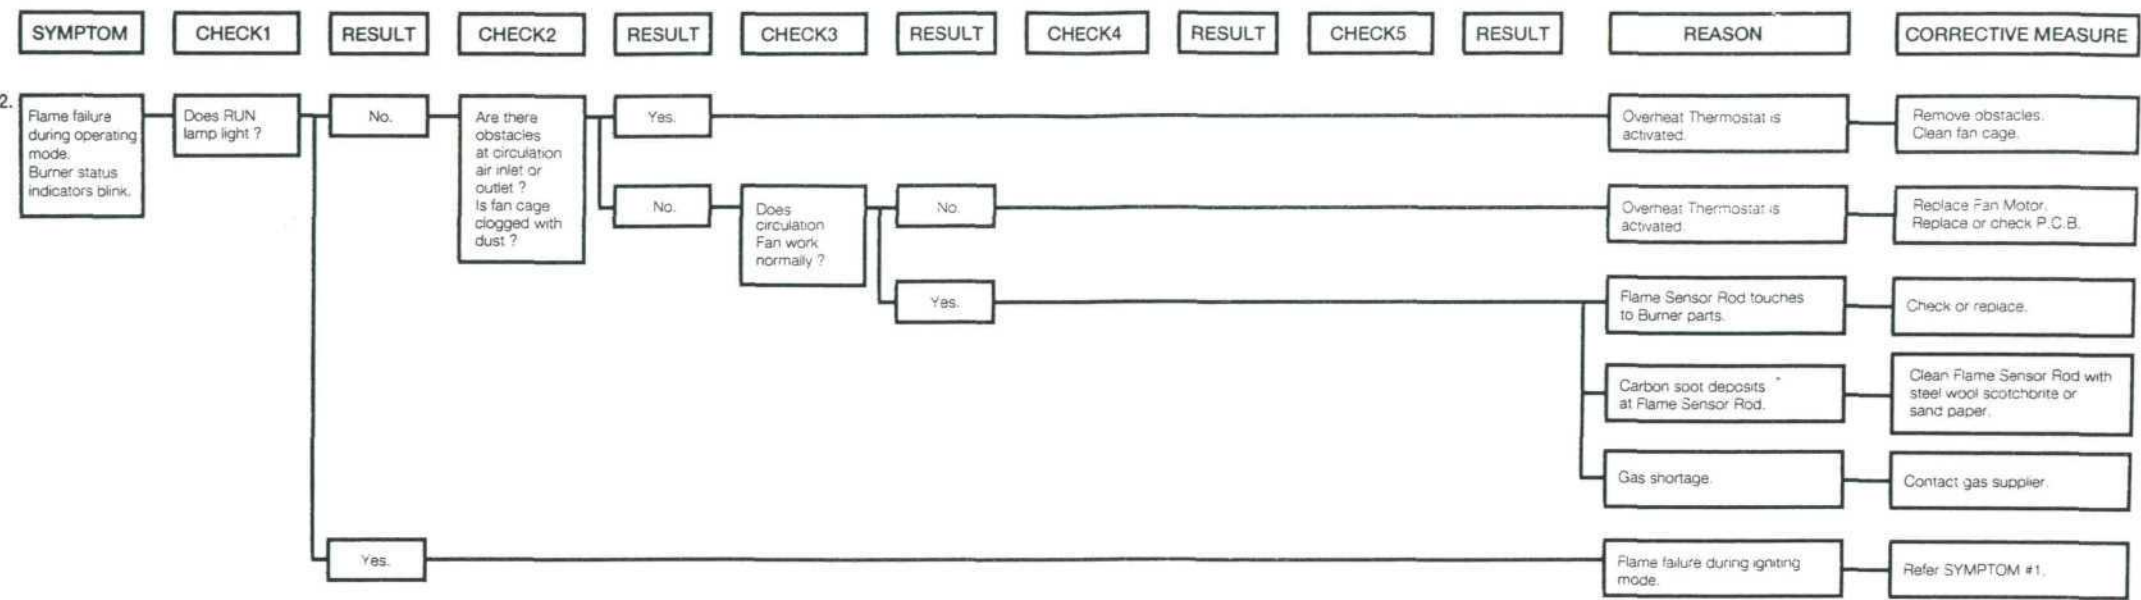 SYMPTOM
CHECK1
RESULT
CHECK2
RESULT
CHECK3
RESULT
CHECK4
RESULT
CHECK5
RESULT
REASON
CORRECTIVE MEASURE
2.
Flame failure
during operating
mode.
Burner status
indicators blink.
Does RUN
lamp light ?
No.
Are there
obstacles
at circulation
air inlet or
outlet ?
Is fan cage
clogged with
dust ?
Yes.
Overheat Thermostat is
activated.
Remove obstacles.
Clean fan cage.
No.
Does
circulation
Fan work
normally ?
No.
Overheat Thermostat is
activated.
Replace Fan Motor.
Replace or check P.C.B.
Yes.
Flame Sensor Rod touches
to Burner parts.
Check or replace.
Carbon soot deposits
at Flame Sensor Rod.
Clean Flame Sensor Rod with
steel wool scotchbrite or
sand paper.
Gas shortage.
Contact gas supplier.
Yes.
Flame failure during igniting
mode.
Refer SYMPTOM #1.